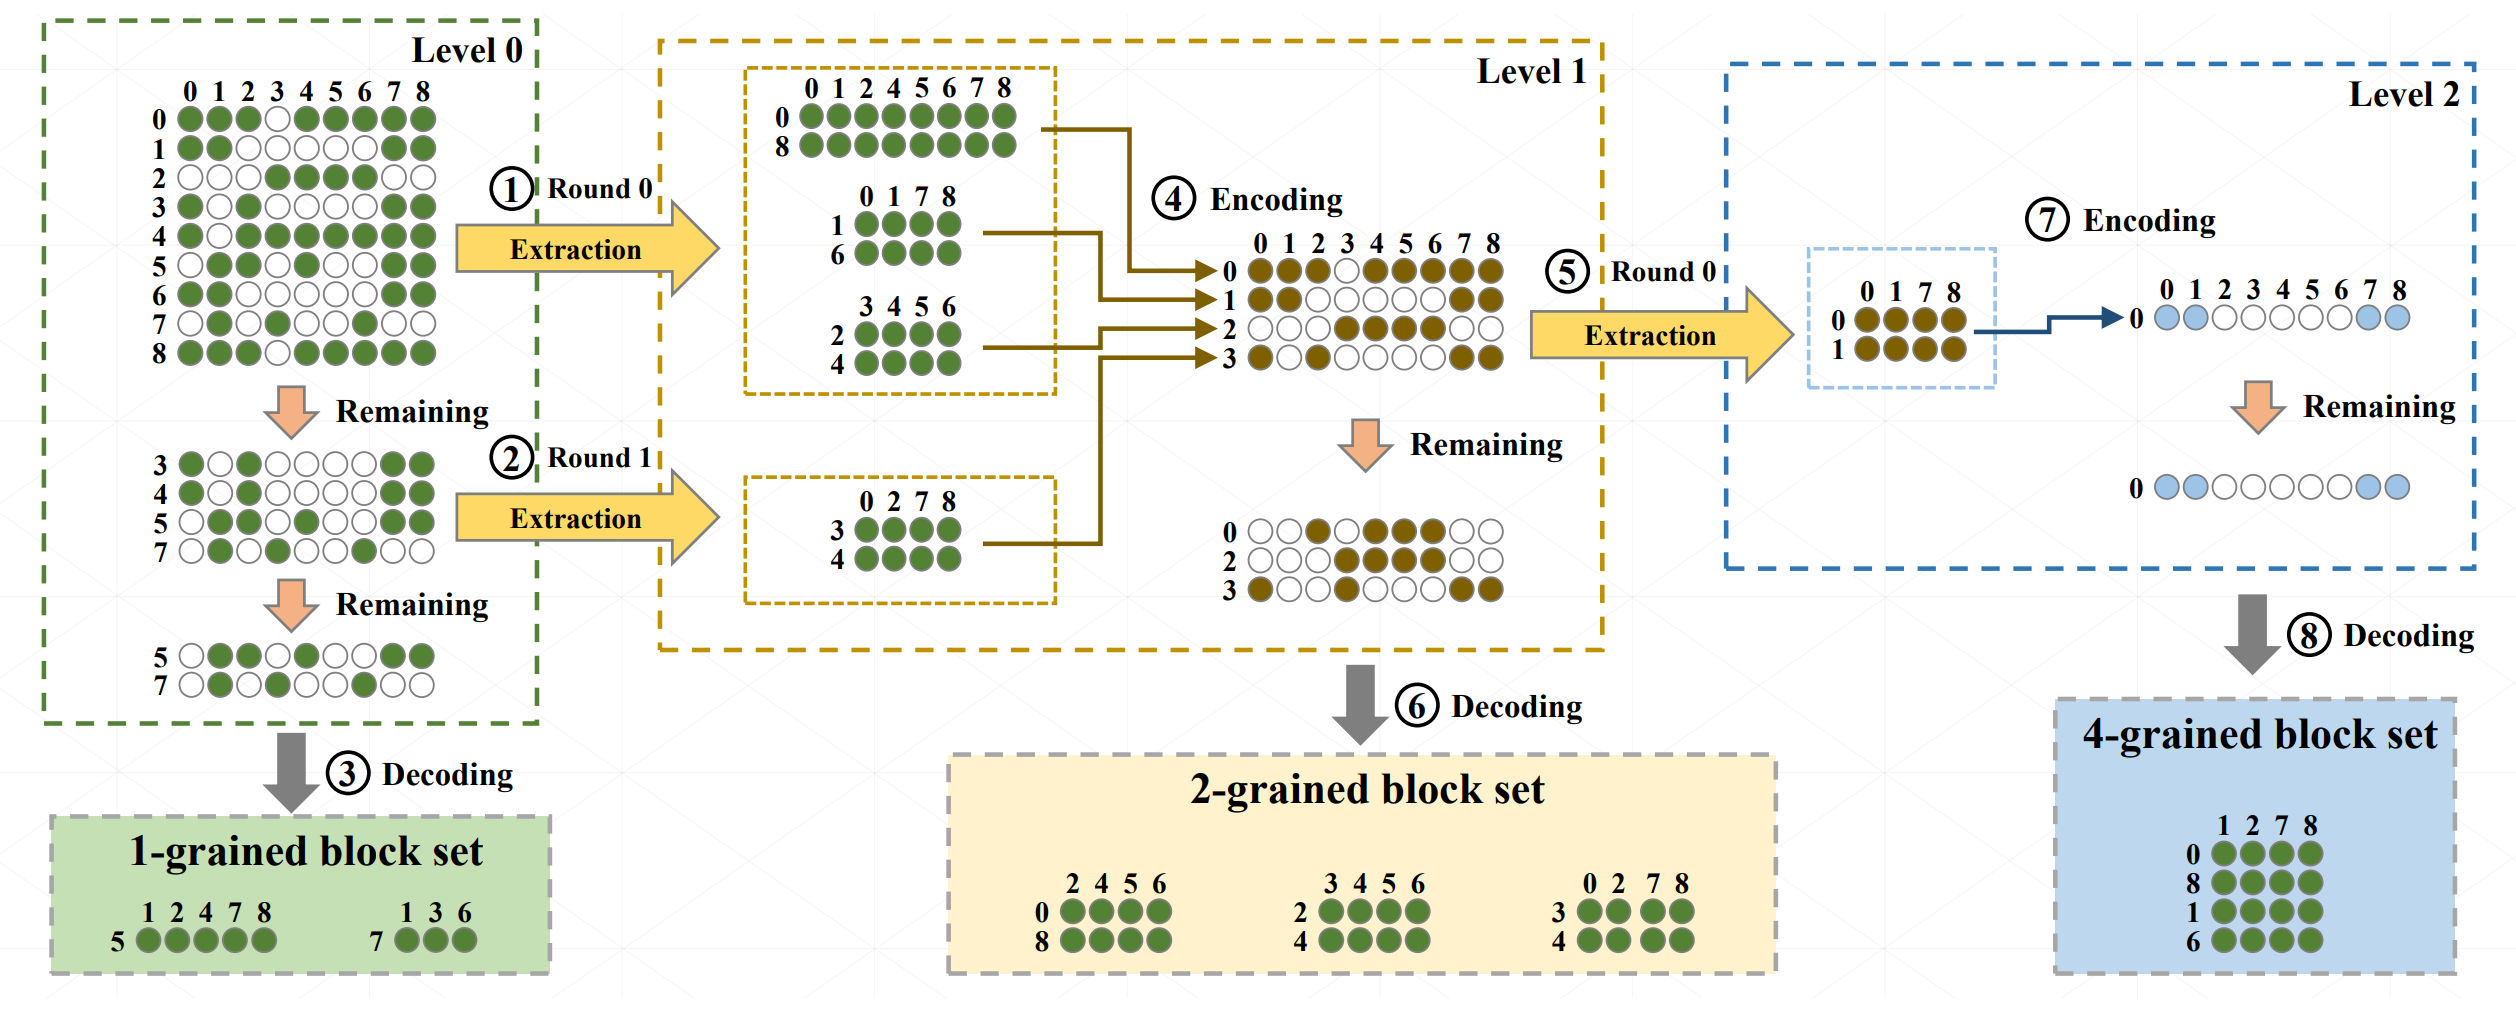 Level 0
0 1 2 3 4 5 6 7 8
0
1
2
3
4
5
6
7
8
Remaining
3
4
5
7
Remaining
5
7
① Round 0
Extraction
② Round 1
Extraction
③ Decoding
1-grained block set
1 2 4 7 8
5
1 3 6
7
Level 1
0 1 2 4 5 6 7 8
0
8
0 1 7 8
1
6
3 4 5 6
2
4
0 2 7 8
3
4
④ Encoding
0 1 2 3 4 5 6 7 8
0
1
2
3
Remaining
0
2
3
⑤ Round 0
Extraction
⑥ Decoding
2-grained block set
2 4 5 6
0
8
3 4 5 6
2
4
0 2 7 8
3
4
Level 2
0 1 7 8
0
1
⑦ Encoding
0 1 2 3 4 5 6 7 8
0
Remaining
0
⑧ Decoding
4-grained block set
1 2 7 8
0
8
1
6